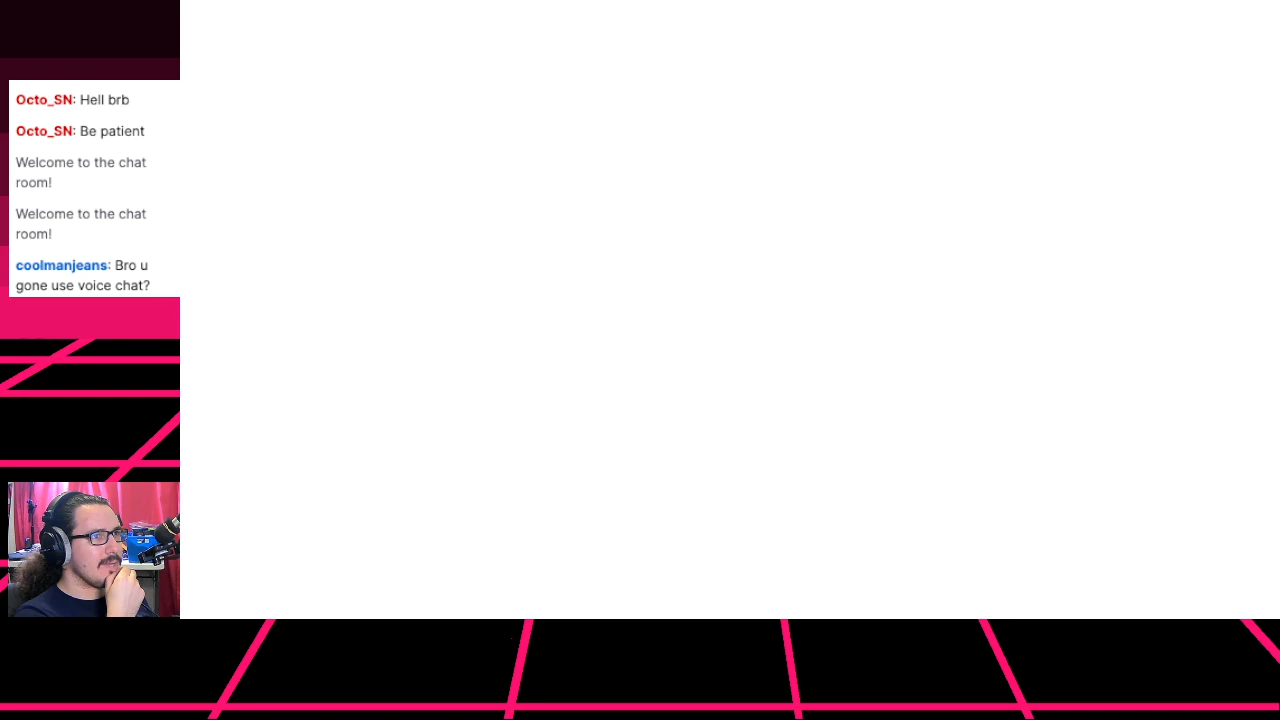 Octo_SN: Hell brb
Octo_SN: Be patient
Welcome to the chat
room!
Welcome to the chat
room!
coolmanjeans: Bro u
gone use voice chat?